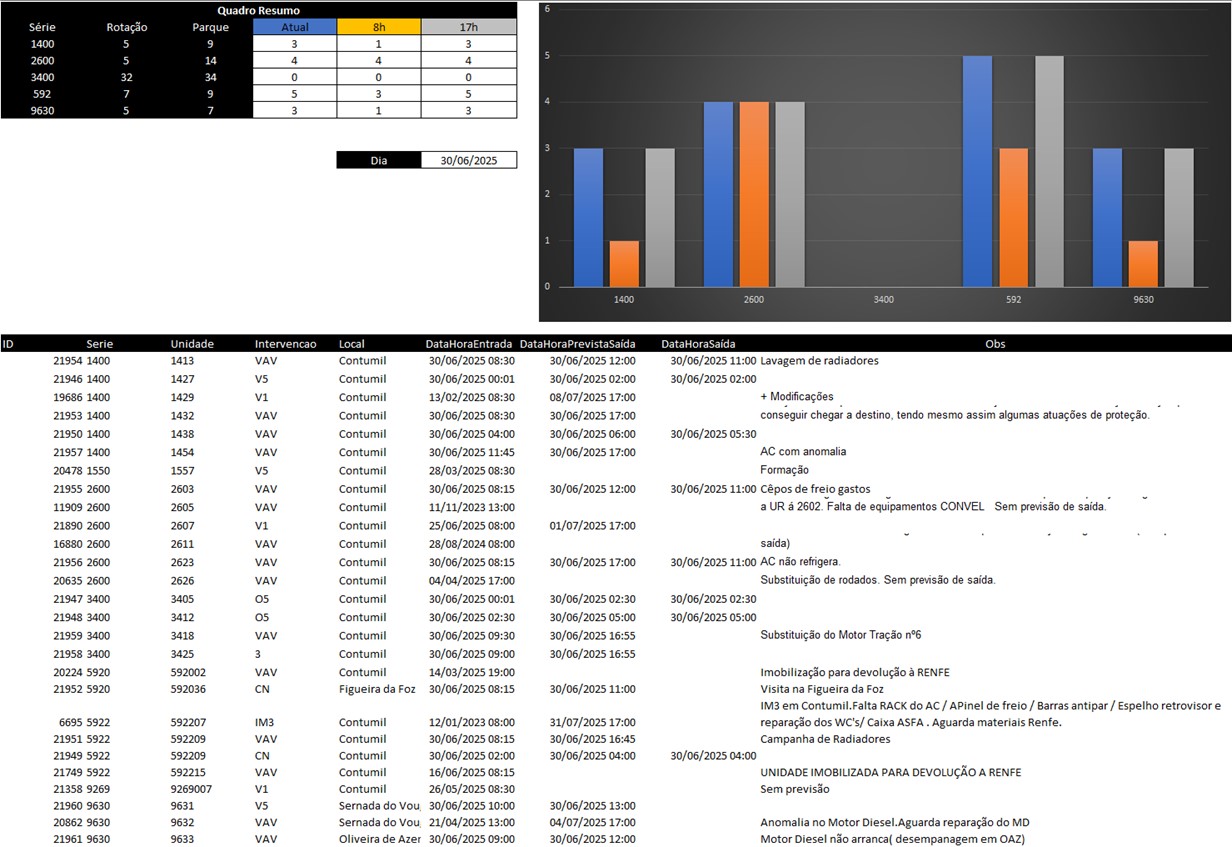 Quadro Resumo
Série Rotação Parque Atual 8h 17h
1400 5 9 3 1 3
2600 5 14 4 4 4
3400 32 34 0 0 0
592 7 9 5 3 5
9630 5 7 3 1 3
Dia 30/06/2025
6
5
4
3
2
1
0
1400 2600 3400 592 9630
ID Serie Unidade Intervencao Local DataHoraEntrada DataHoraPrevistaSaída DataHoraSaída Obs
21954 1400 1413 VAV Contumil 30/06/2025 08:30 30/06/2025 12:00 30/06/2025 11:00 Lavagem de radiadores
21946 1400 1427 V5 Contumil 30/06/2025 00:01 30/06/2025 02:00 30/06/2025 02:00
19686 1400 1429 V1 Contumil 13/02/2025 08:30 08/07/2025 17:00 + Modificações
21953 1400 1432 VAV Contumil 30/06/2025 08:30 30/06/2025 17:00 conseguir chegar a destino, tendo mesmo assim algumas atuações de proteção.
21950 1400 1438 VAV Contumil 30/06/2025 04:00 30/06/2025 06:00 30/06/2025 05:30
21957 1400 1454 VAV Contumil 30/06/2025 11:45 30/06/2025 17:00 AC com anomalia
20478 1550 1557 V5 Contumil 28/03/2025 08:30 Formação
21955 2600 2603 VAV Contumil 30/06/2025 08:15 30/06/2025 12:00 30/06/2025 11:00 Cêpos de freio gastos
11909 2600 2605 VAV Contumil 11/11/2023 13:00 a UR á 2602. Falta de equipamentos CONVEL Sem previsão de saída.
21890 2600 2607 V1 Contumil 25/06/2025 08:00 01/07/2025 17:00
16880 2600 2611 VAV Contumil 28/08/2024 08:00 saída)
21956 2600 2623 VAV Contumil 30/06/2025 08:15 30/06/2025 17:00 30/06/2025 11:00 AC não refrigera.
20635 2600 2626 VAV Contumil 04/04/2025 17:00 Substituição de rodados. Sem previsão de saída.
21947 3400 3405 O5 Contumil 30/06/2025 00:01 30/06/2025 02:30 30/06/2025 02:30
21948 3400 3412 O5 Contumil 30/06/2025 02:30 30/06/2025 05:00 30/06/2025 05:00
21959 3400 3418 VAV Contumil 30/06/2025 09:30 30/06/2025 16:55 Substituição do Motor Tração nº6
21958 3400 3425 3 Contumil 30/06/2025 09:00 30/06/2025 16:55
20224 5920 592002 VAV Contumil 14/03/2025 19:00 Imobilização para devolução à RENFE
21952 5920 592036 CN Figueira da Foz 30/06/2025 08:15 30/06/2025 11:00 Visita na Figueira da Foz
IM3 em Contumil.Falta RACK do AC / APinel de freio / Barras antipar / Espelho retrovisor e
6695 5922 592207 IM3 Contumil 12/01/2023 08:00 31/07/2025 17:00 reparação dos WC's/ Caixa ASFA . Aguarda materiais Renfe.
21951 5922 592209 VAV Contumil 30/06/2025 08:15 30/06/2025 16:45 Campanha de Radiadores
21949 5922 592209 CN Contumil 30/06/2025 02:00 30/06/2025 04:00 30/06/2025 04:00
21749 5922 592215 VAV Contumil 16/06/2025 08:15 UNIDADE IMOBILIZADA PARA DEVOLUÇÃO A RENFE
21358 9269 9269007 V1 Contumil 26/05/2025 08:30 Sem previsão
21960 9630 9631 V5 Sernada do Vou 30/06/2025 10:00 30/06/2025 13:00
20862 9630 9632 VAV Sernada do Vou 21/04/2025 13:00 04/07/2025 17:00 Anomalia no Motor Diesel.Aguarda reparação do MD
21961 9630 9633 VAV Oliveira de Azer 30/06/2025 09:00 30/06/2025 12:00 Motor Diesel não arranca( desempanagem em OAZ)